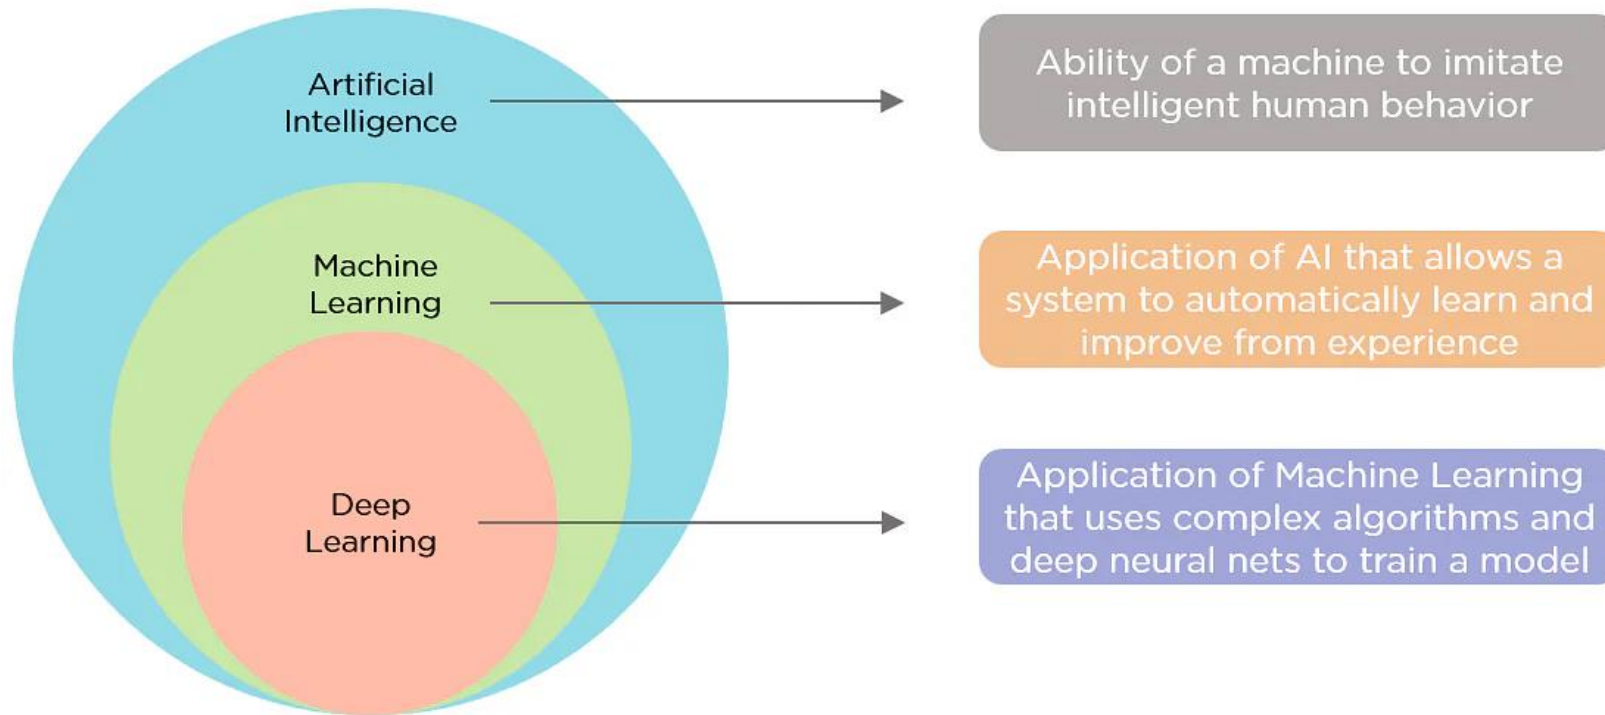 Artificial
Intelligence
Ability of a machine to imitate
intelligent human behavior
Machine
Learning
Application of AI that allows a
system to automatically learn and
improve from experience
Deep
Learning
Application of Machine Learning
that uses complex algorithms and
deep neural nets to train a model